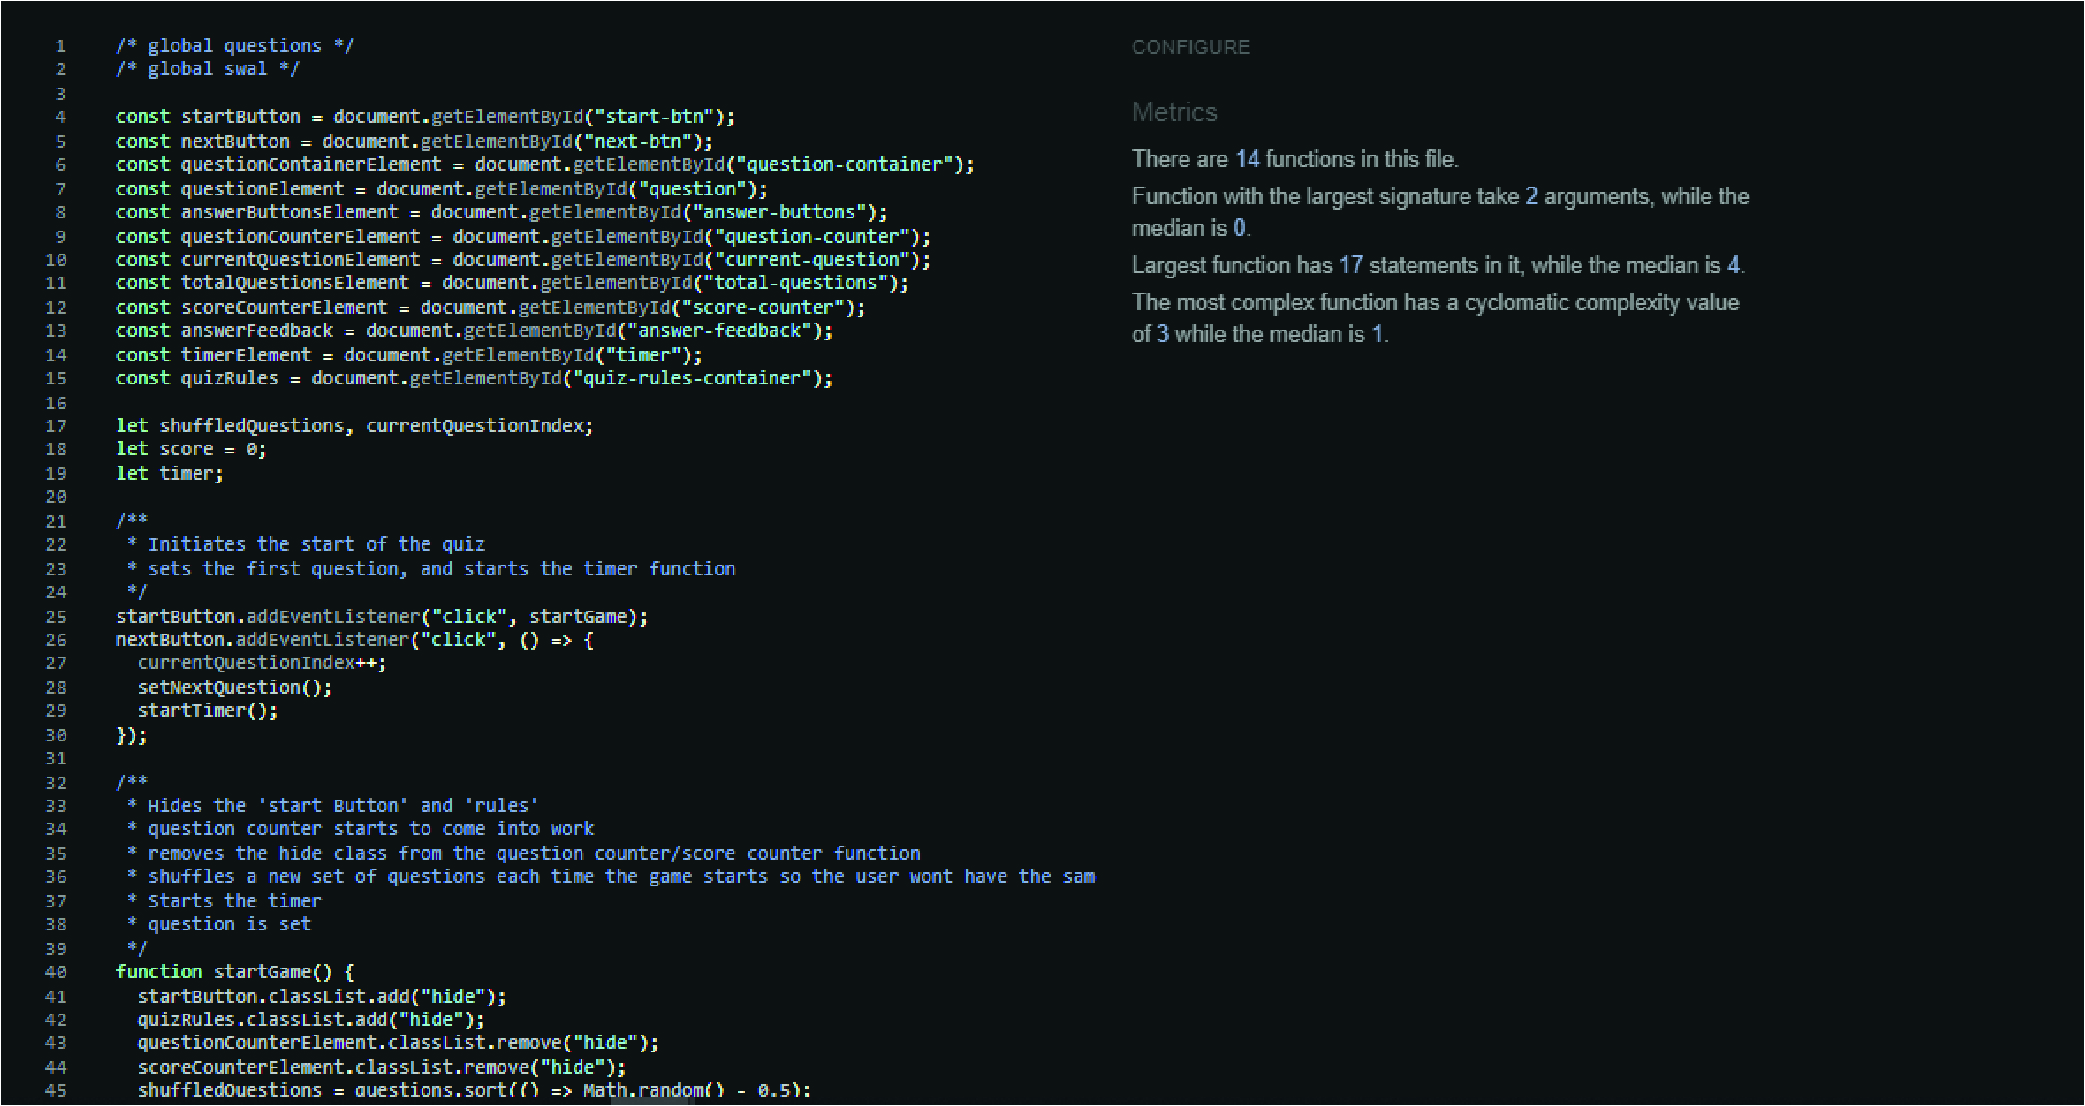 1 /* global questions */
2 /* global swal */
3
4 const startButton = document.getElementById("start-btn");
5 const nextButton = document.getElementById("next-btn");
6 const questionContainerElement = document.getElementById("question-container");
7 const questionElement = document.getElementById("question");
8 const answerButtonsElement = document.getElementById("answer-buttons");
9 const questionCounterElement = document.getElementById("question-counter");
10 const currentQuestionElement = document.getElementById("current-question");
11 const totalQuestionsElement = document.getElementById("total-questions");
12 const scoreCounterElement = document.getElementById("score-counter");
13 const answerFeedback = document.getElementById("answer-feedback");
14 const timerElement = document.getElementById("timer");
15 const quizRules = document.getElementById("quiz-rules-container");
16
17 let shuffledQuestions, currentQuestionIndex;
18 let score = 0;
19 let timer;
20
21 /**
22  * Initiates the start of the quiz
23  * sets the first question, and starts the timer function
24  */
25 startButton.addEventListener("click", startGame);
26 nextButton.addEventListener("click", () => {
27   currentQuestionIndex++;
28   setNextQuestion();
29   startTimer();
30 });
31
32 /**
33  * Hides the 'start Button' and 'rules'
34  * question counter starts to come into work
35  * removes the hide class from the question counter/score counter function
36  * shuffles a new set of questions each time the game starts so the user wont have the sam
37  * Starts the timer
38  * question is set
39  */
40 function startGame() {
41   startButton.classList.add("hide");
42   quizRules.classList.add("hide");
43   questionCounterElement.classList.remove("hide");
44   scoreCounterElement.classList.remove("hide");
45   shuffledQuestions = questions.sort(() => Math.random() - 0.5);
CONFIGURE
Metrics
There are 14 functions in this file.
Function with the largest signature take 2 arguments, while the
median is 0.
Largest function has 17 statements in it, while the median is 4.
The most complex function has a cyclomatic complexity value
of 3 while the median is 1.